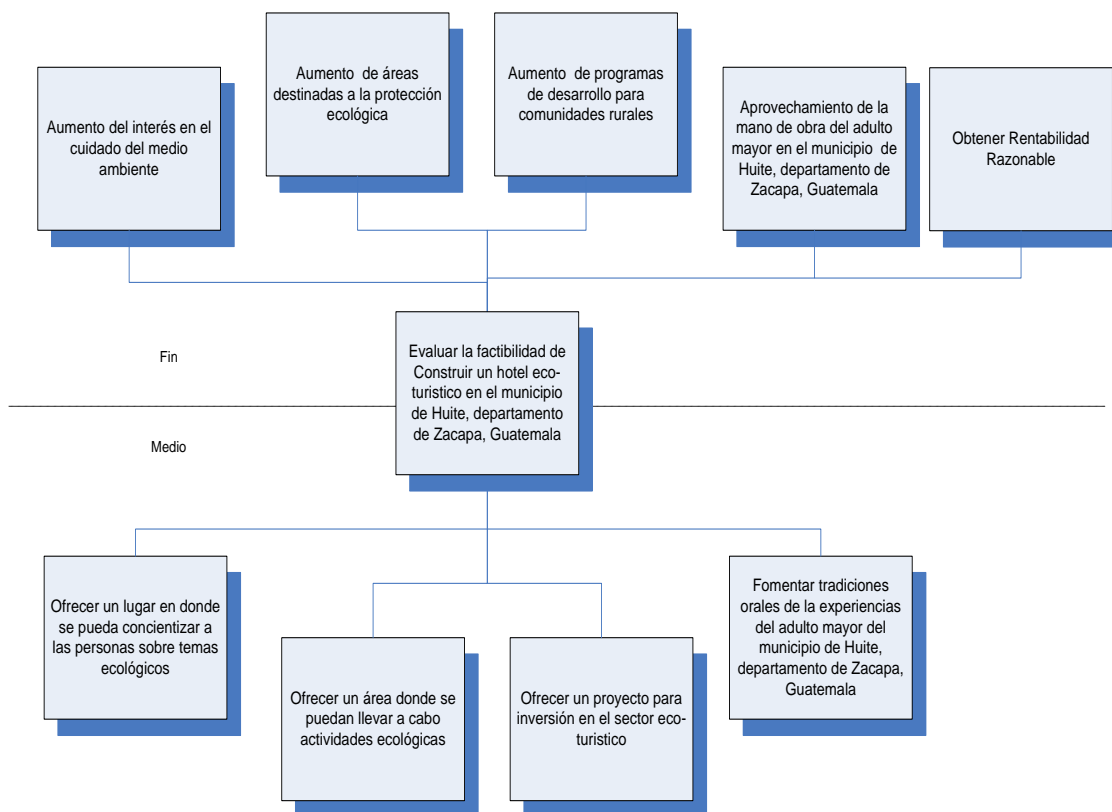 Aumento del interés en el
cuidado del medio
ambiente
Aumento de áreas
destinadas a la protección
ecológica
Aumento de programas
de desarrollo para
comunidades rurales
Aprovechamiento de la
mano de obra del adulto
mayor en el municipio de
Huite, departamento de
Zacapa, Guatemala
Obtener Rentabilidad
Razonable
Fin
Evaluar la factibilidad de
Construir un hotel eco-
turistico en el municipio
de Huite, departamento
de Zacapa, Guatemala
Medio
Ofrecer un lugar en donde
se pueda concientizar a
las personas sobre temas
ecológicos
Ofrecer un área donde se
puedan llevar a cabo
actividades ecológicas
Ofrecer un proyecto para
inversión en el sector eco-
turistico
Fomentar tradiciones
orales de la experiencias
del adulto mayor del
municipio de Huite,
departamento de Zacapa,
Guatemala